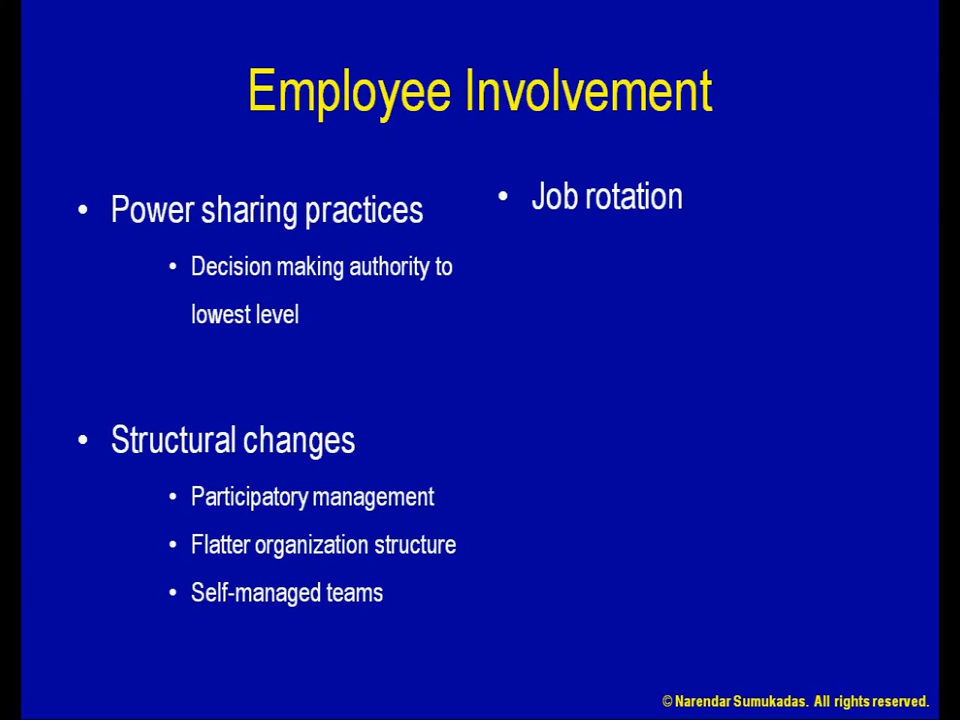 Employee Involvement
• Power sharing practices
• Decision making authority to
lowest level
• Structural changes
• Participatory management
• Flatter organization structure
• Self-managed teams
• Job rotation
© Narendar Sumukadas. All rights reserved.